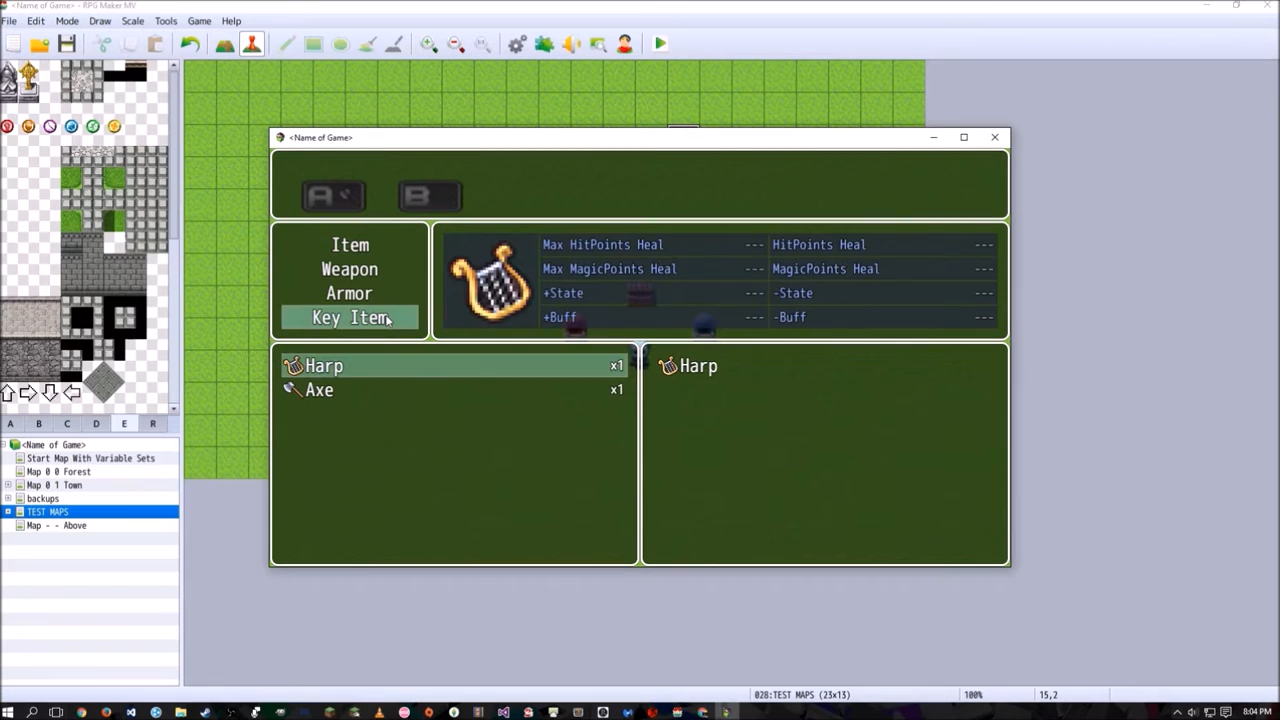 <Name of Game> - RPG Maker MV
File Edit Mode Draw Scale Tools Game Help
<Name of Game>
A B
Item
Weapon
Armor
Key Item
Max HitPoints Heal --- HitPoints Heal ---
Max MagicPoints Heal --- MagicPoints Heal ---
+State --- -State ---
+Buff --- -Buff ---
Harp x1
Axe x1
Harp
A B C D E R
<Name of Game>
Start Map With Variable Sets
Map 0 0 Forest
Map 0 1 Town
backups
TEST MAPS
Map - - Above
028:TEST MAPS (23x13) 100% 15,2
8:04 PM